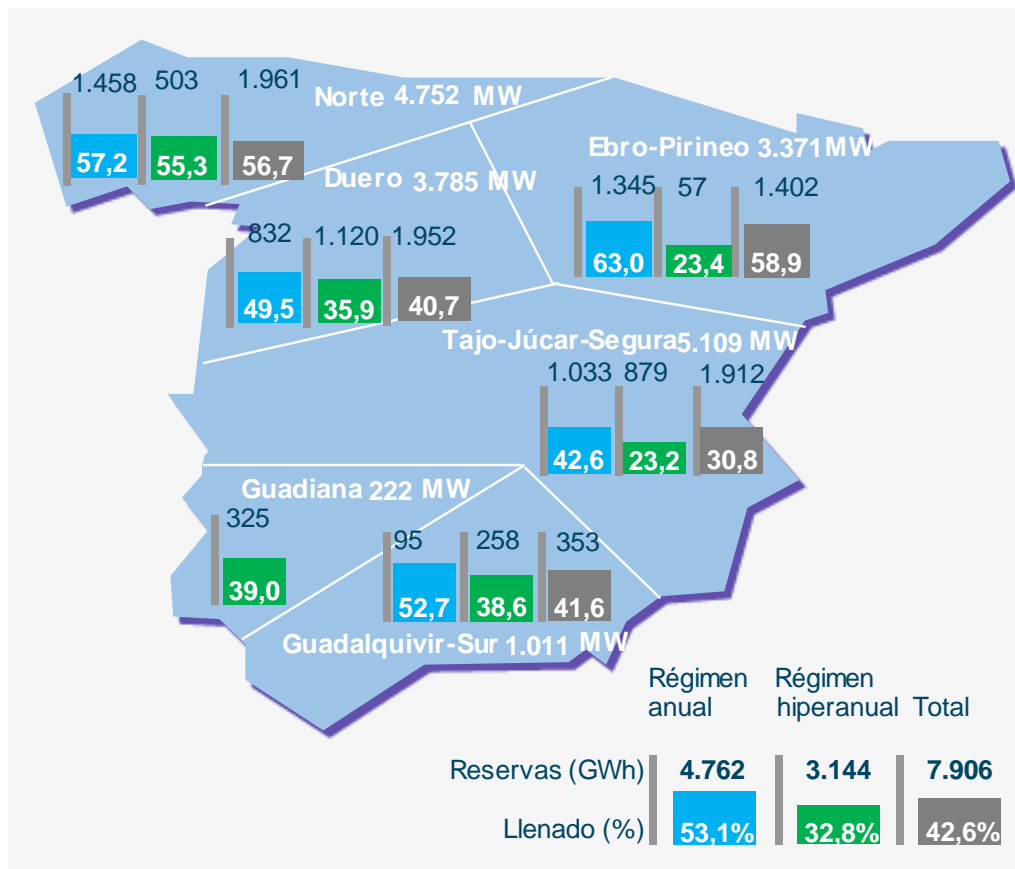 1.458 503 1.961
Norte 4.752 MW
57,2 55,3 56,7
Ebro-Pirineo 3.371 MW
Duero 3.785 MW
1.345 57 1.402
832 1.120 1.952
63,0 23,4 58,9
49,5 35,9 40,7
Tajo-Júcar-Segura 5.109 MW
1.033 879 1.912
42,6 23,2 30,8
Guadiana 222 MW
325
95 258 353
39,0
52,7 38,6 41,6
Guadalquivir-Sur 1.011 MW
Régimen anual
Régimen hiperanual
Total
Reservas (GWh) 4.762 3.144 7.906
Llenado (%) 53,1% 32,8% 42,6%